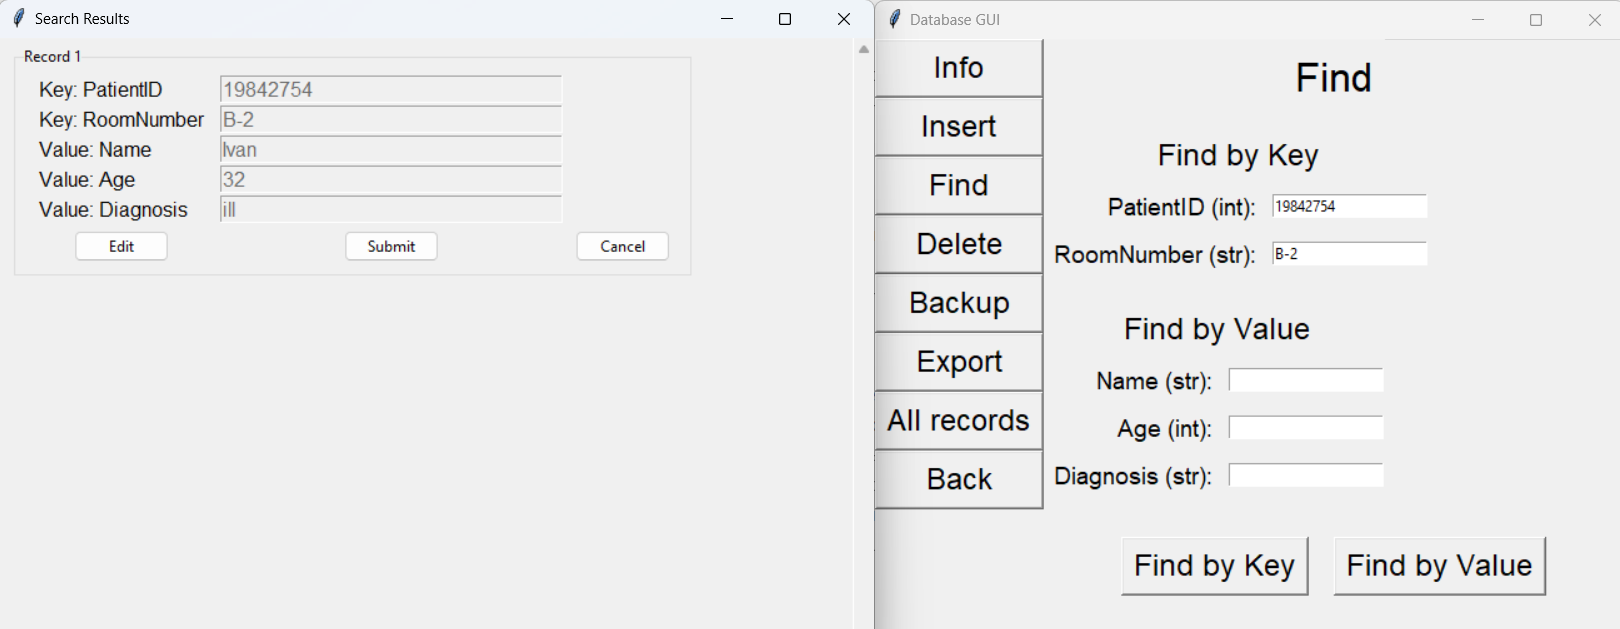 Search Results
Record 1
Key: PatientID 19842754
Key: RoomNumber B-2
Value: Name Ivan
Value: Age 32
Value: Diagnosis ill
Edit Submit Cancel
Database GUI
Info
Insert
Find
Delete
Backup
Export
All records
Back
Find
Find by Key
PatientID (int): 19842754
RoomNumber (str): B-2
Find by Value
Name (str):
Age (int):
Diagnosis (str):
Find by Key Find by Value